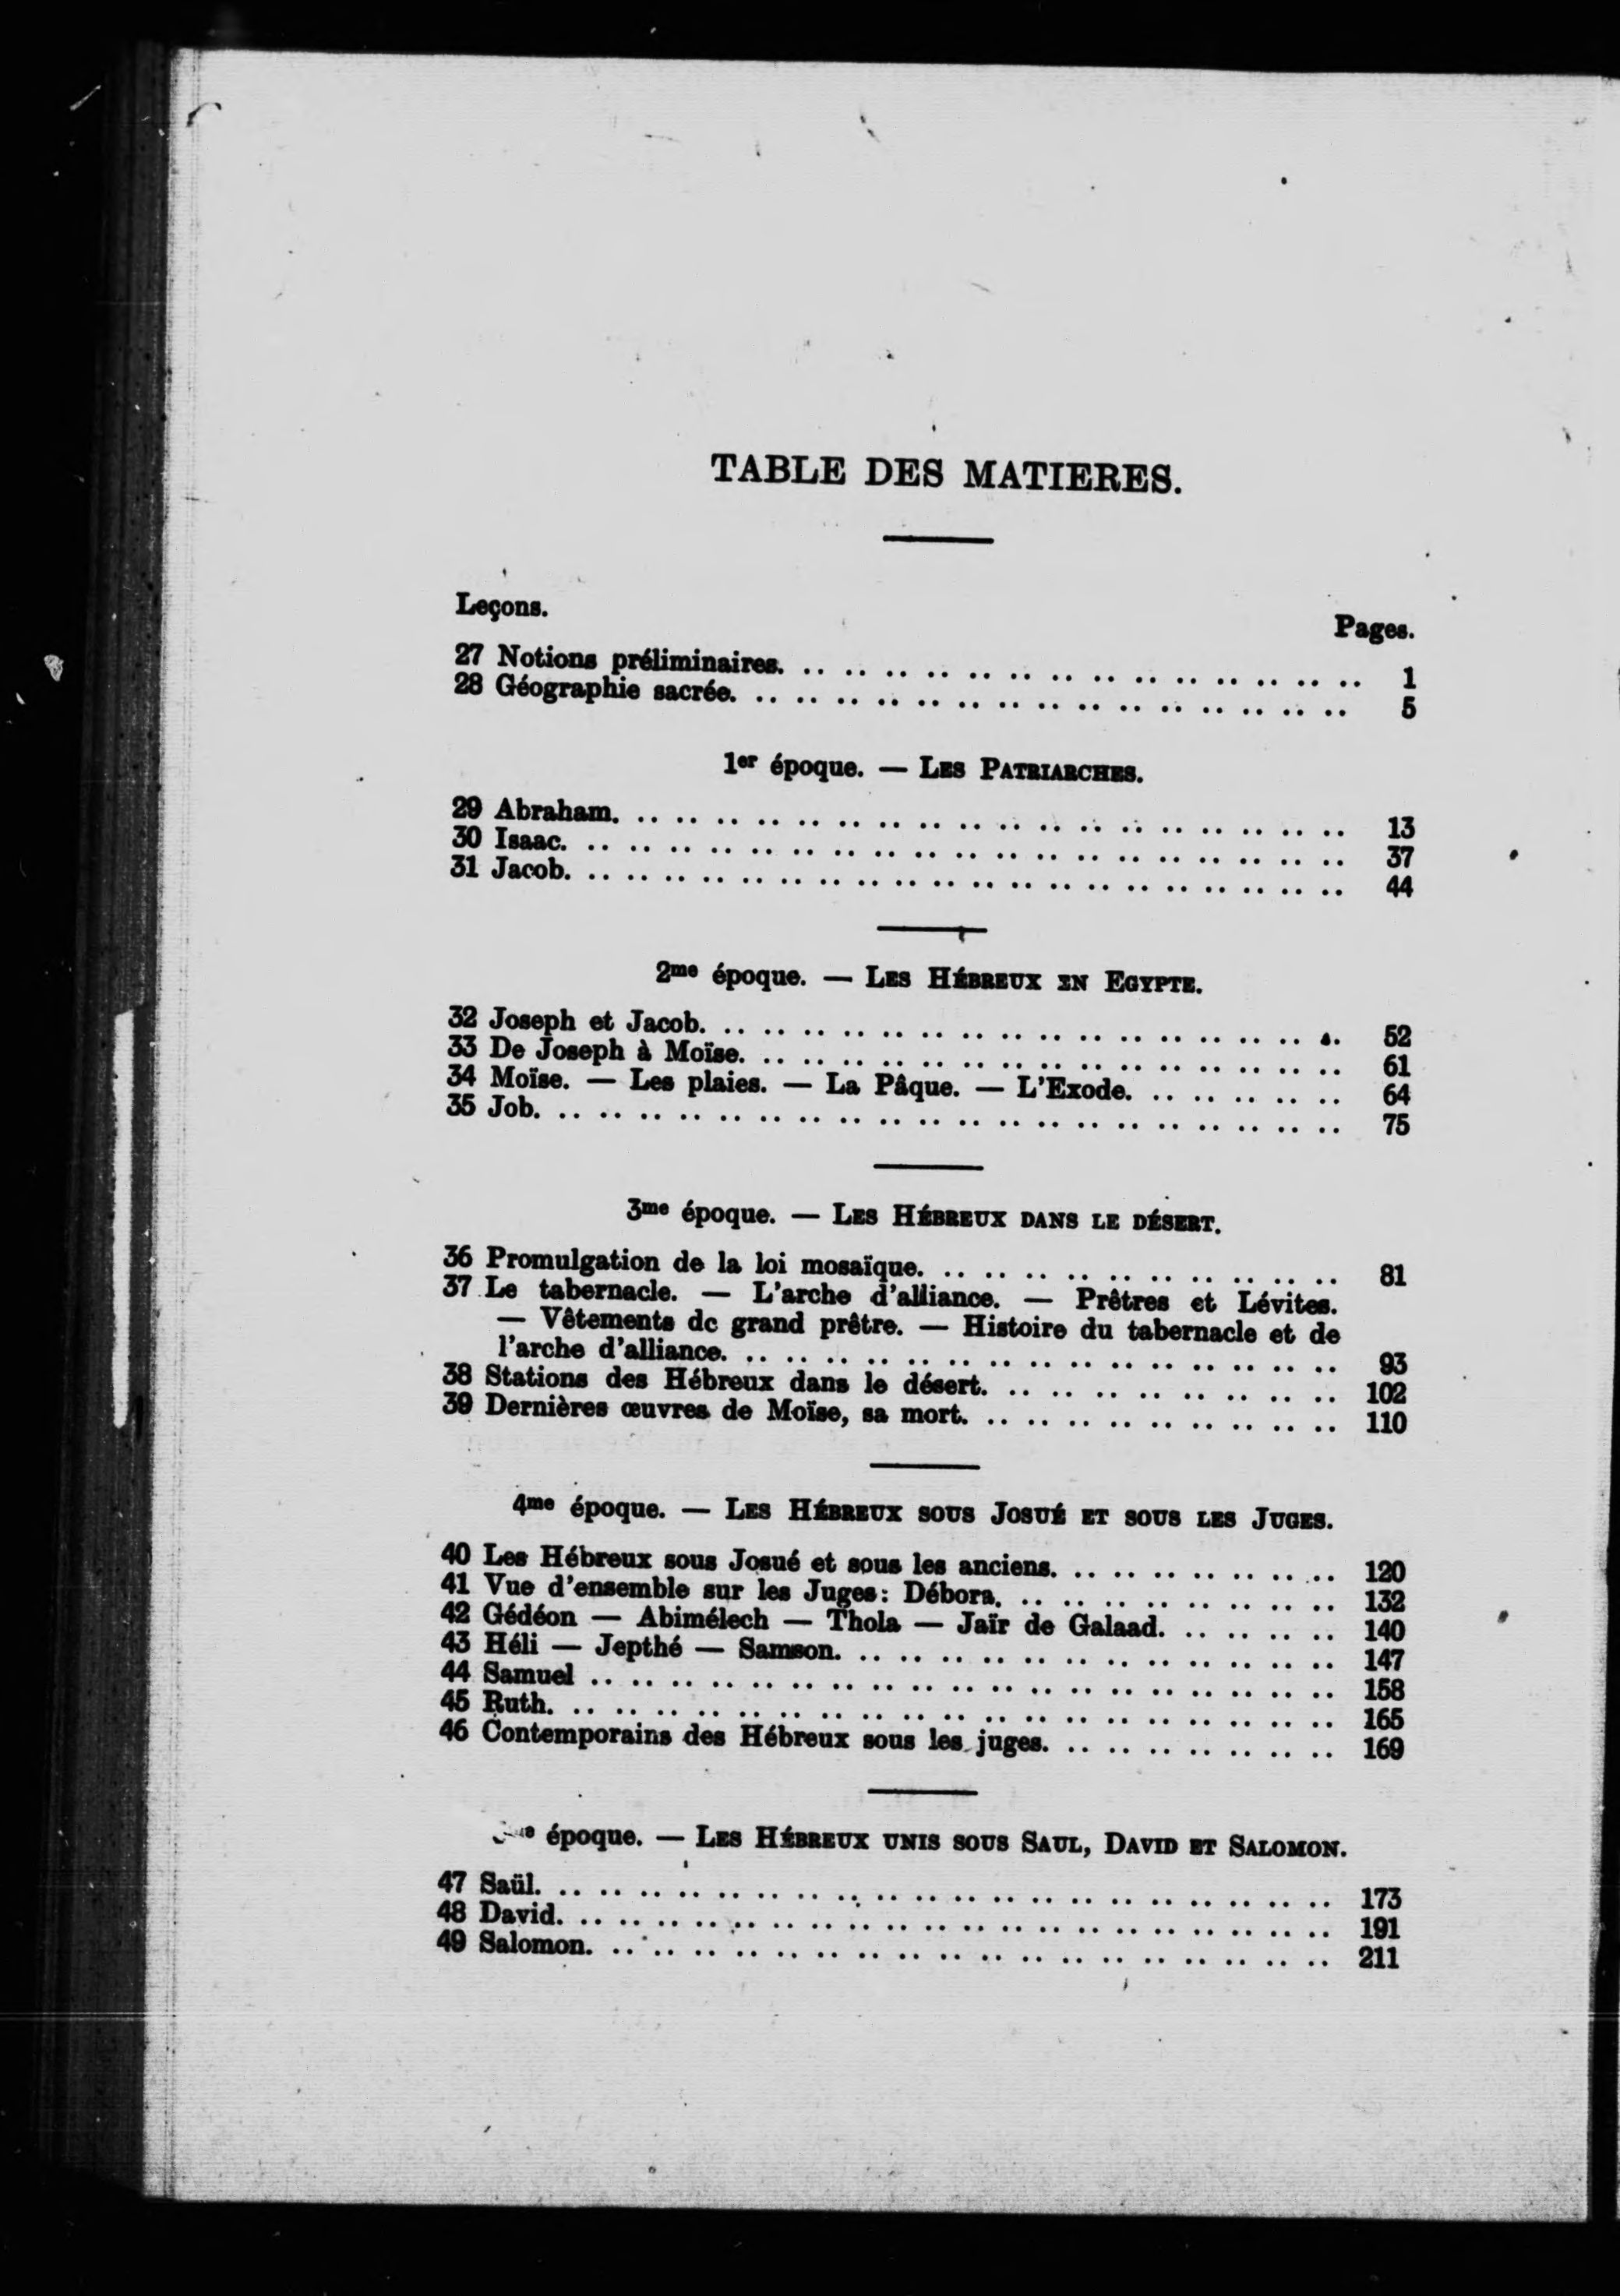 TABLE DES MATIERES.
Leçons.
Pages.
27 Notions préliminaires. .. .. .. .. .. .. .. .. .. .. .. .. .. .. 1
28 Géographie sacrée. .. .. .. .. .. .. .. .. .. .. .. .. .. .. .. 5
1er époque. — LES PATRIARCHES.
29 Abraham. .. .. .. .. .. .. .. .. .. .. .. .. .. .. .. .. .. .. 13
30 Isaac. .. .. .. .. .. .. .. .. .. .. .. .. .. .. .. .. .. .. .. 37
31 Jacob. .. .. .. .. .. .. .. .. .. .. .. .. .. .. .. .. .. .. .. .. 44
2me époque. — LES HÉBREUX EN EGYPTE.
32 Joseph et Jacob. .. .. .. .. .. .. .. .. .. .. .. .. .. .. .. .. 52
33 De Joseph à Moïse. .. .. .. .. .. .. .. .. .. .. .. .. .. .. .. 61
34 Moïse. — Les plaies. — La Pâque. — L'Exode. .. .. .. .. .. 64
35 Job. .. .. .. .. .. .. .. .. .. .. .. .. .. .. .. .. .. .. .. .. 75
3me époque. — LES HÉBREUX DANS LE DÉSERT.
36 Promulgation de la loi mosaïque. .. .. .. .. .. .. .. .. .. .. 81
37 Le tabernacle. — L'arche d'alliance. — Prêtres et Lévites.
— Vêtements de grand prêtre. — Histoire du tabernacle et de
l'arche d'alliance. .. .. .. .. .. .. .. .. .. .. .. .. .. .. .. 93
38 Stations des Hébreux dans le désert. .. .. .. .. .. .. .. .. .. 102
39 Dernières œuvres de Moïse, sa mort. .. .. .. .. .. .. .. .. .. 110
4me époque. — LES HÉBREUX SOUS JOSUÉ ET SOUS LES JUGES.
40 Les Hébreux sous Josué et sous les anciens. .. .. .. .. .. .. .. 120
41 Vue d'ensemble sur les Juges: Débora. .. .. .. .. .. .. .. .. 132
42 Gédéon — Abimélech — Thola — Jaïr de Galaad. .. .. .. .. 140
43 Héli — Jepthé — Samson. .. .. .. .. .. .. .. .. .. .. .. .. 147
44 Samuel .. .. .. .. .. .. .. .. .. .. .. .. .. .. .. .. .. .. .. 158
45 Ruth. .. .. .. .. .. .. .. .. .. .. .. .. .. .. .. .. .. .. .. 165
46 Contemporains des Hébreux sous les juges. .. .. .. .. .. .. .. 169
époque. — LES HÉBREUX UNIS SOUS SAUL, DAVID ET SALOMON.
47 Saül. .. .. .. .. .. .. .. .. .. .. .. .. .. .. .. .. .. .. .. .. 173
48 David. .. .. .. .. .. .. .. .. .. .. .. .. .. .. .. .. .. .. .. .. 191
49 Salomon. .. .. .. .. .. .. .. .. .. .. .. .. .. .. .. .. .. .. 211